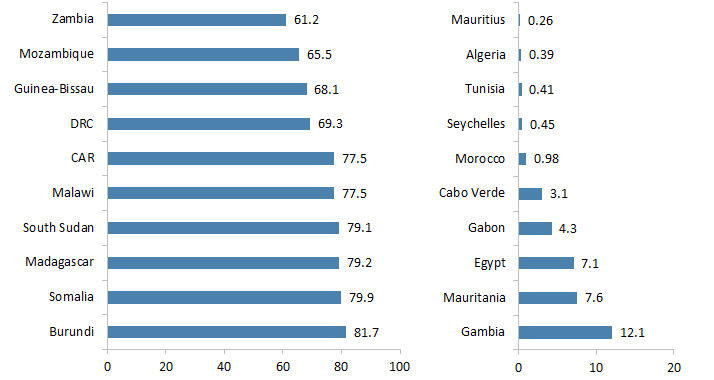 Zambia 61.2
Mozambique 65.5
Guinea-Bissau 68.1
DRC 69.3
CAR 77.5
Malawi 77.5
South Sudan 79.1
Madagascar 79.2
Somalia 79.9
Burundi 81.7
0 20 40 60 80 100
Mauritius 0.26
Algeria 0.39
Tunisia 0.41
Seychelles 0.45
Morocco 0.98
Cabo Verde 3.1
Gabon 4.3
Egypt 7.1
Mauritania 7.6
Gambia 12.1
0 10 20